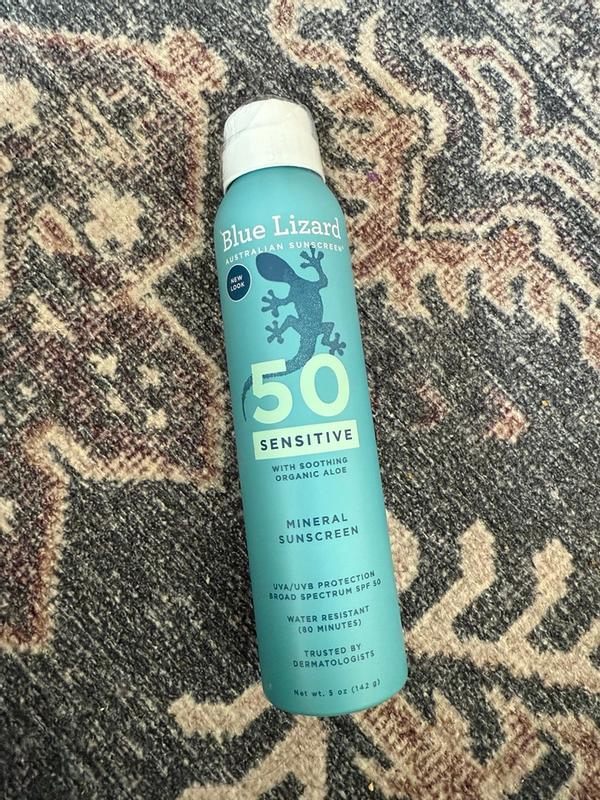 Blue Lizard
AUSTRALIAN SUNSCREEN®
NEW
LOOK
50
SENSITIVE
WITH SOOTHING
ORGANIC ALOE
MINERAL
SUNSCREEN
UVA/UVB PROTECTION
BROAD SPECTRUM SPF 50
WATER RESISTANT
(80 MINUTES)
TRUSTED BY
DERMATOLOGISTS
Net wt. 5 oz (142 g)